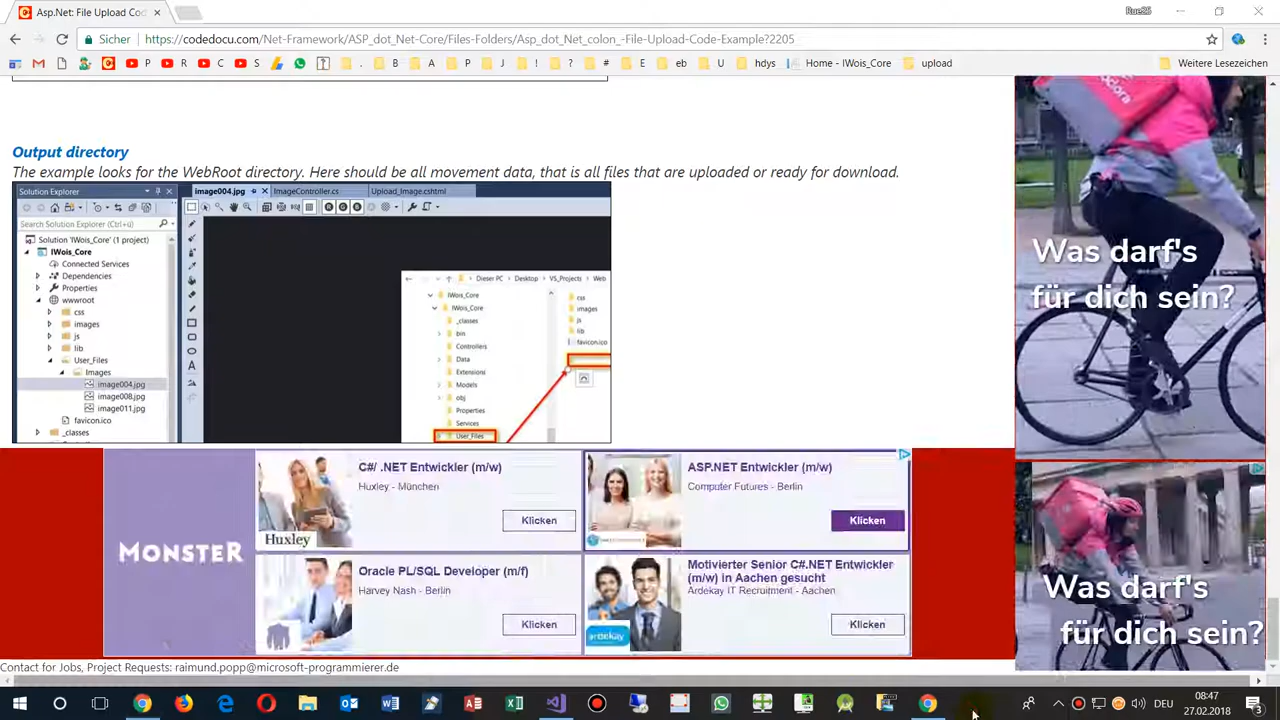 Asp.Net: File Upload Cod
Rue25
Sicher
https://codedocu.com/Net-Framework/ASP_dot_Net-Core/Files-Folders/Asp_dot_Net_colon_-File-Upload-Code-Example?2205
P R . B A P J ! ? # E eb U hdys Home - IWois_Core upload Weitere Lesezeichen
Output directory
The example looks for the WebRoot directory. Here should be all movement data, that is all files that are uploaded or ready for download.
Solution Explorer
image004.jpg ImageController.cs Upload_Image.cshtml
Search Solution Explorer (Ctrl+ü)
Solution 'IWois_Core' (1 project)
IWois_Core
Connected Services
Dependencies
Properties
wwwroot
css
images
js
lib
User_Files
Images
image004.jpg
image008.jpg
image011.jpg
favicon.ico
_classes
Dieser PC Desktop VS_Projects Web
IWois_Core
IWois_Core
_classes
bin
Controllers
Data
Extensions
Models
obj
Properties
Services
User_Files
css
images
js
lib
favicon.ico
Was darf's
für dich sein?
MONSTER
C#/ .NET Entwickler (m/w)
Huxley - München
Klicken
Huxley
ASP.NET Entwickler (m/w)
Computer Futures - Berlin
Klicken
Oracle PL/SQL Developer (m/f)
Harvey Nash - Berlin
Klicken
Motivierter Senior C#.NET Entwickler
(m/w) in Aachen gesucht
Ardekay IT Recruitment - Aachen
Klicken
ardekay
Was darf's
für dich sein?
Contact for Jobs, Project Requests: raimund.popp@microsoft-programmierer.de
DEU
08:47
27.02.2018
3